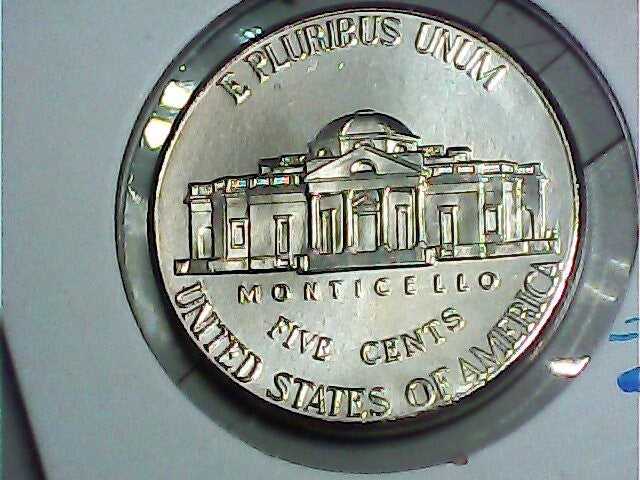 E PLURIBUS UNUM
MONTICELLO
FIVE CENTS
UNITED STATES OF AMERICA